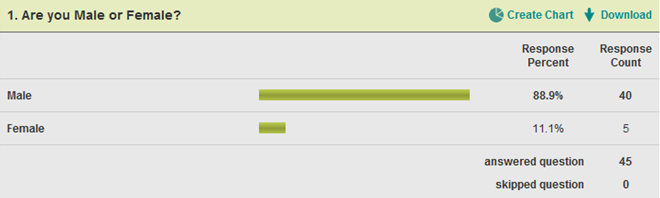 1. Are you Male or Female? Create Chart Download
Response Percent Response Count
Male 88.9% 40
Female 11.1% 5
answered question 45
skipped question 0